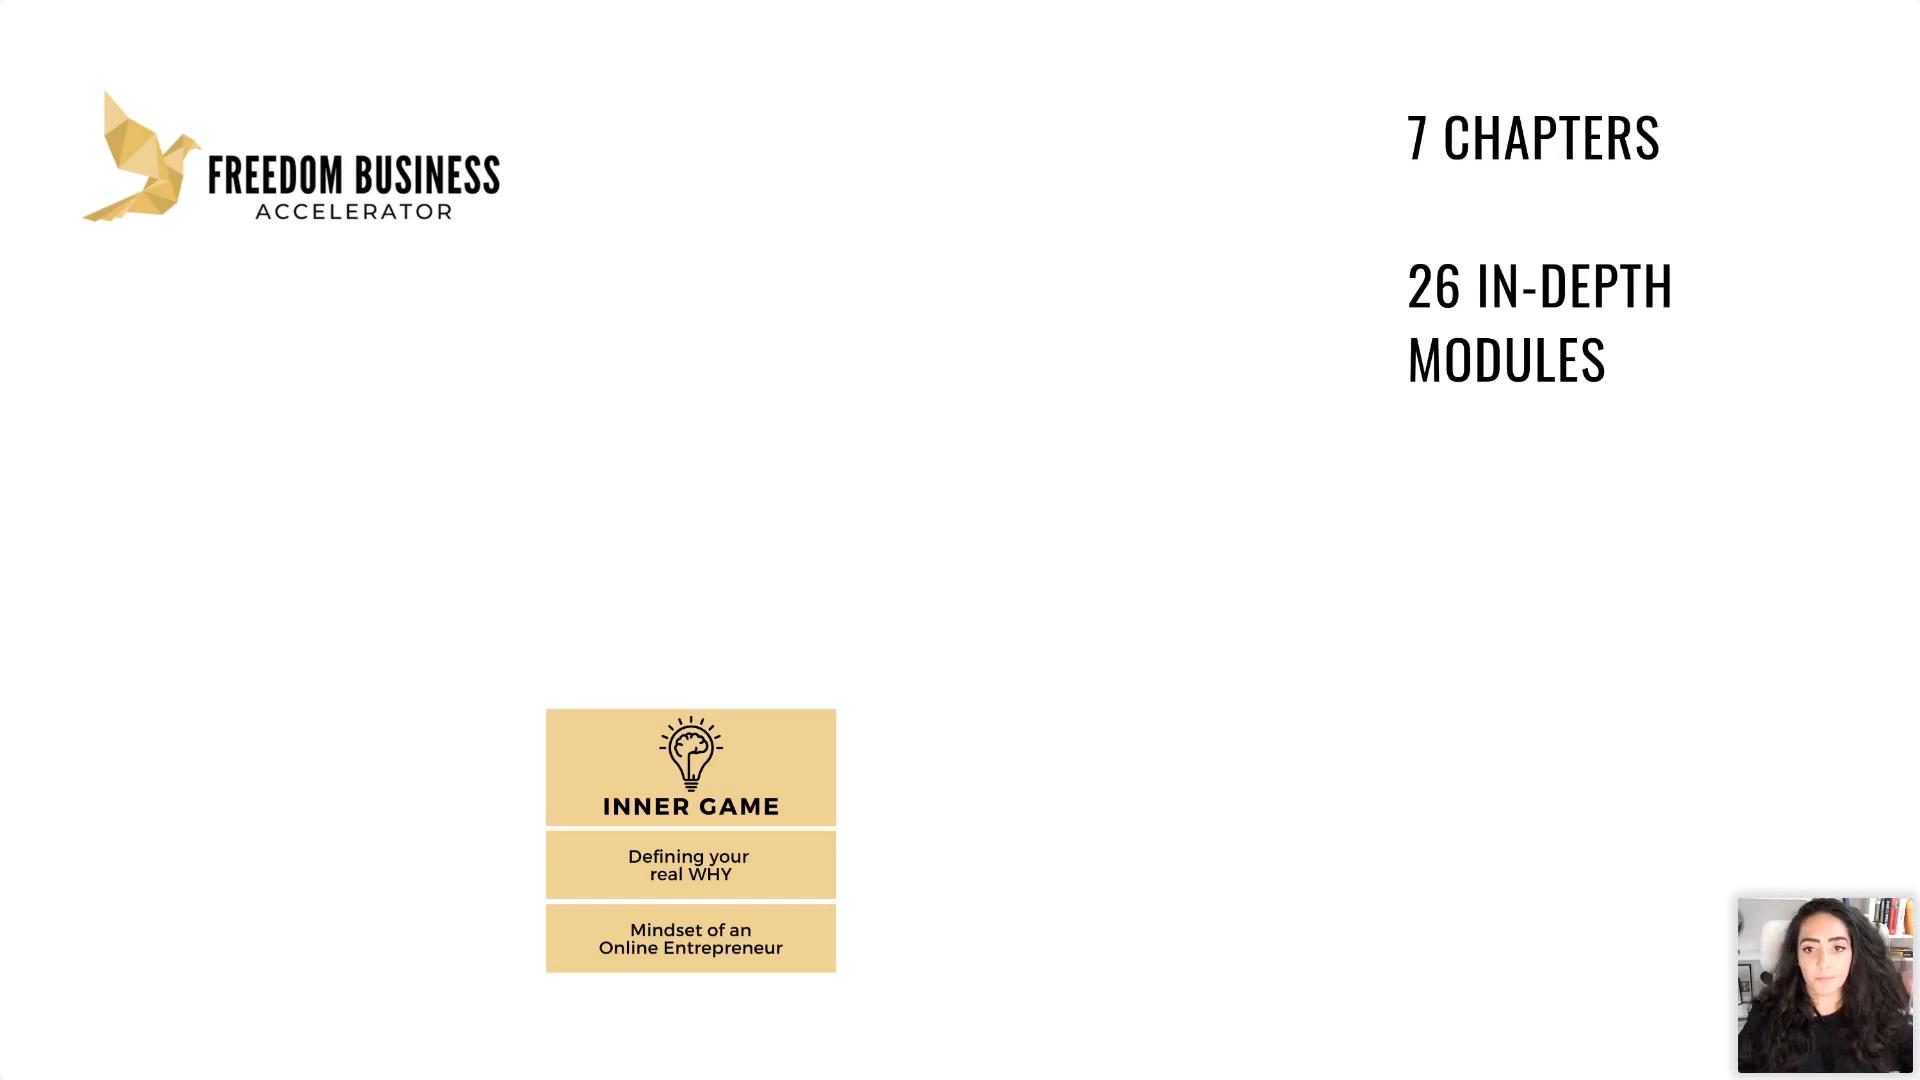 FREEDOM BUSINESS
ACCELERATOR
7 CHAPTERS
26 IN-DEPTH
MODULES
INNER GAME
Defining your
real WHY
Mindset of an
Online Entrepreneur